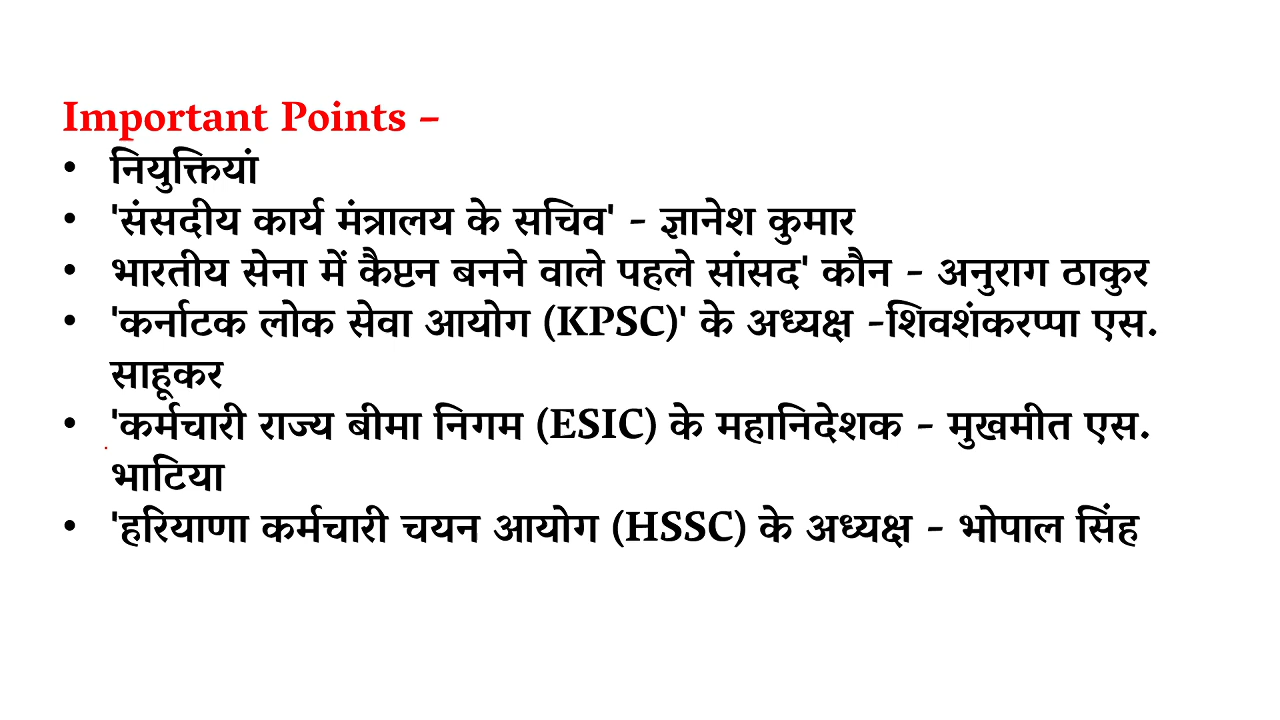 Important Points –
• नियुक्तियां
• 'संसदीय कार्य मंत्रालय के सचिव' - ज्ञानेश कुमार
• भारतीय सेना में कैप्टन बनने वाले पहले सांसद' कौन - अनुराग ठाकुर
• 'कर्नाटक लोक सेवा आयोग (KPSC)' के अध्यक्ष -शिवशंकरप्पा एस.
साहूकर
• 'कर्मचारी राज्य बीमा निगम (ESIC) के महानिदेशक - मुखमीत एस.
भाटिया
• 'हरियाणा कर्मचारी चयन आयोग (HSSC) के अध्यक्ष - भोपाल सिंह